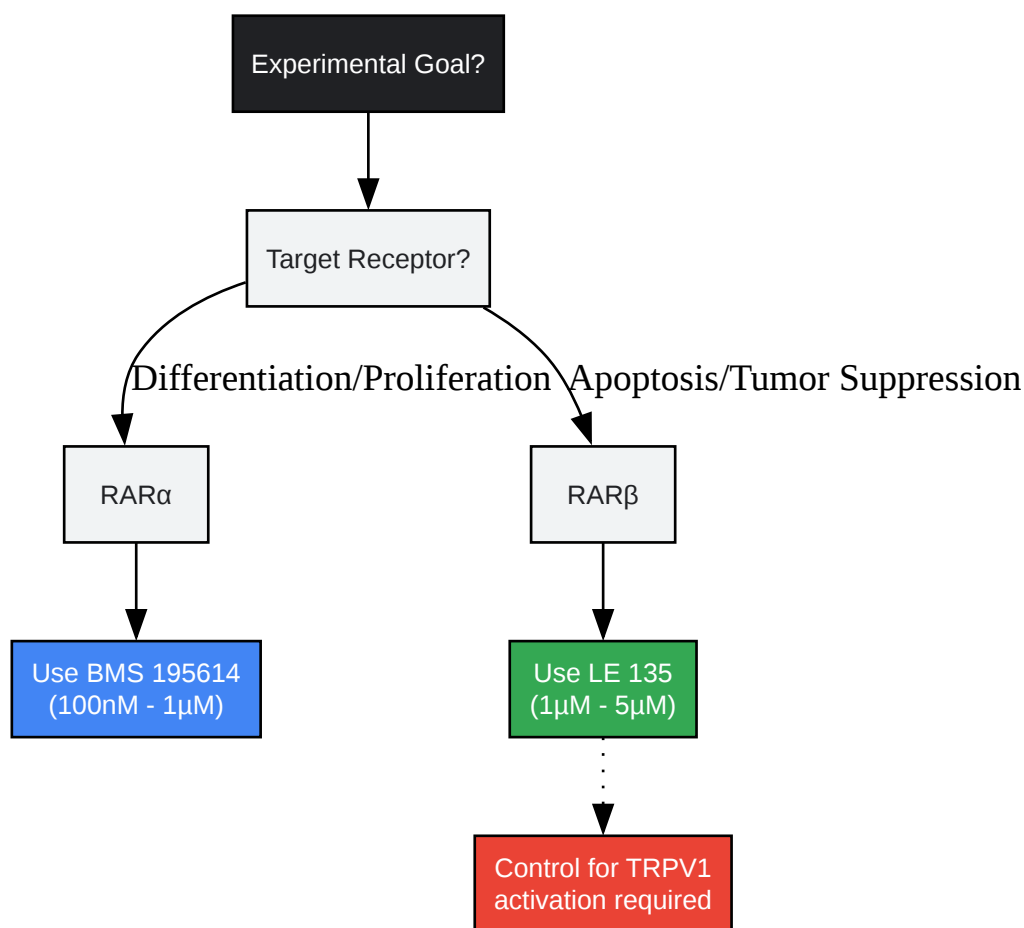 Experimental Goal?
Target Receptor?
Differentiation/Proliferation
Apoptosis/Tumor Suppression
RARα
RARβ
Use BMS 195614
(100nM - 1µM)
Use LE 135
(1µM - 5µM)
Control for TRPV1
activation required